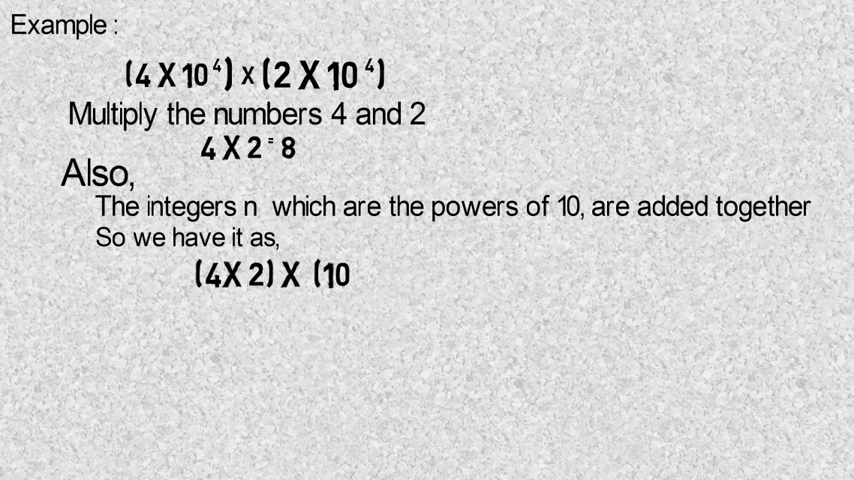 Example :
(4 X 10⁴) x (2 X 10⁴)
Multiply the numbers 4 and 2
4 X 2 = 8
Also,
The integers n which are the powers of 10, are added together
So we have it as,
(4X 2) X (10